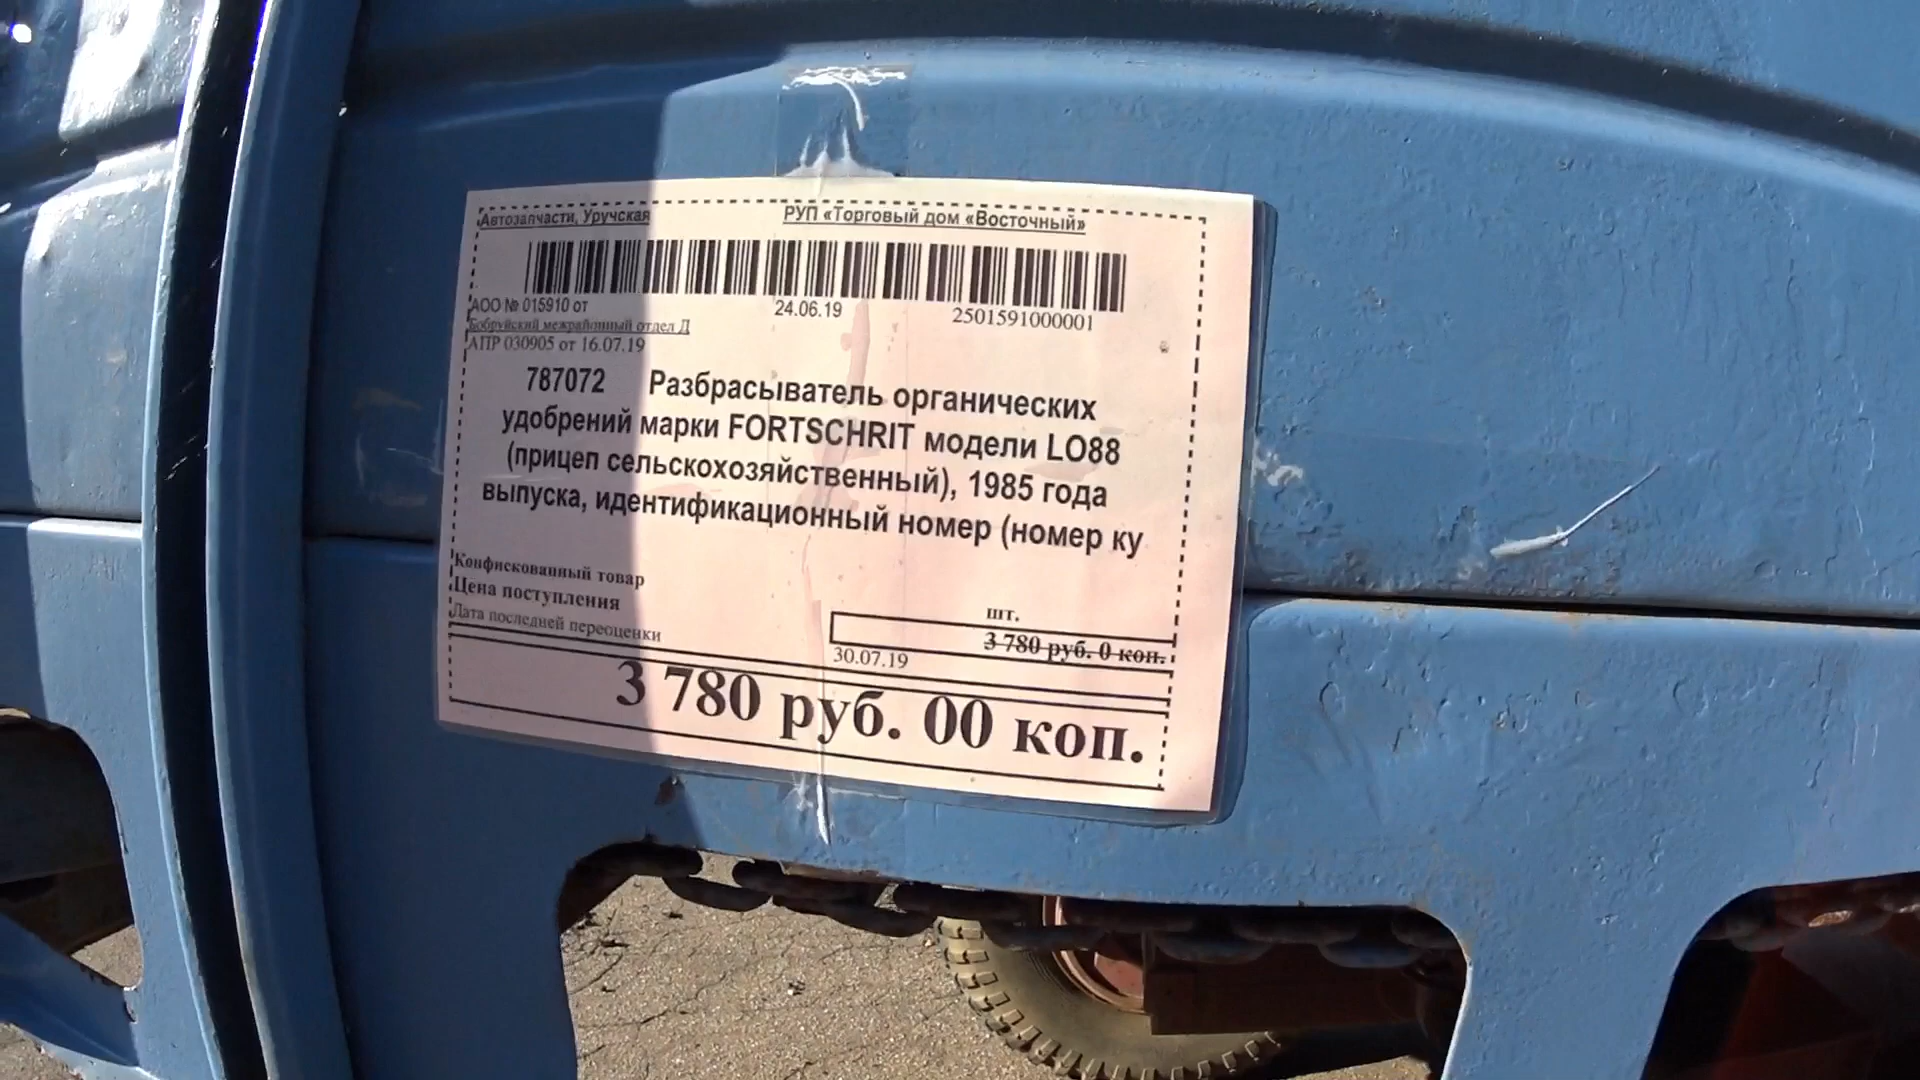 Автозапчасти, Уручская РУП «Торговый дом «Восточный»
АОО № 015910 от 24.06.19 2501591000001
Бобруйский межрайонный отдел Д
АПР 030905 от 16.07.19
787072 Разбрасыватель органических
удобрений марки FORTSCHRIT модели LO88
(прицеп сельскохозяйственный), 1985 года
выпуска, идентификационный номер (номер ку
Конфискованный товар шт.
Цена поступления 3 780 руб. 0 коп.
Дата последней переоценки 30.07.19
3 780 руб. 00 коп.